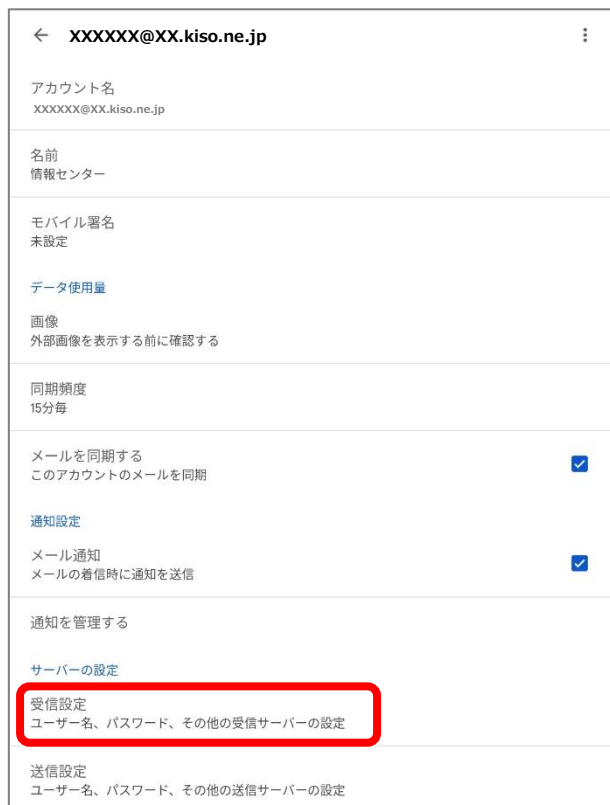 XXXXXX@XX.kiso.ne.jp
アカウント名
XXXXXX@XX.kiso.ne.jp
名前
情報センター
モバイル署名
未設定
データ使用量
画像
外部画像を表示する前に確認する
同期頻度
15分毎
メールを同期する
このアカウントのメールを同期
通知設定
メール通知
メールの着信時に通知を送信
通知を管理する
サーバーの設定
受信設定
ユーザー名、パスワード、その他の受信サーバーの設定
送信設定
ユーザー名、パスワード、その他の送信サーバーの設定